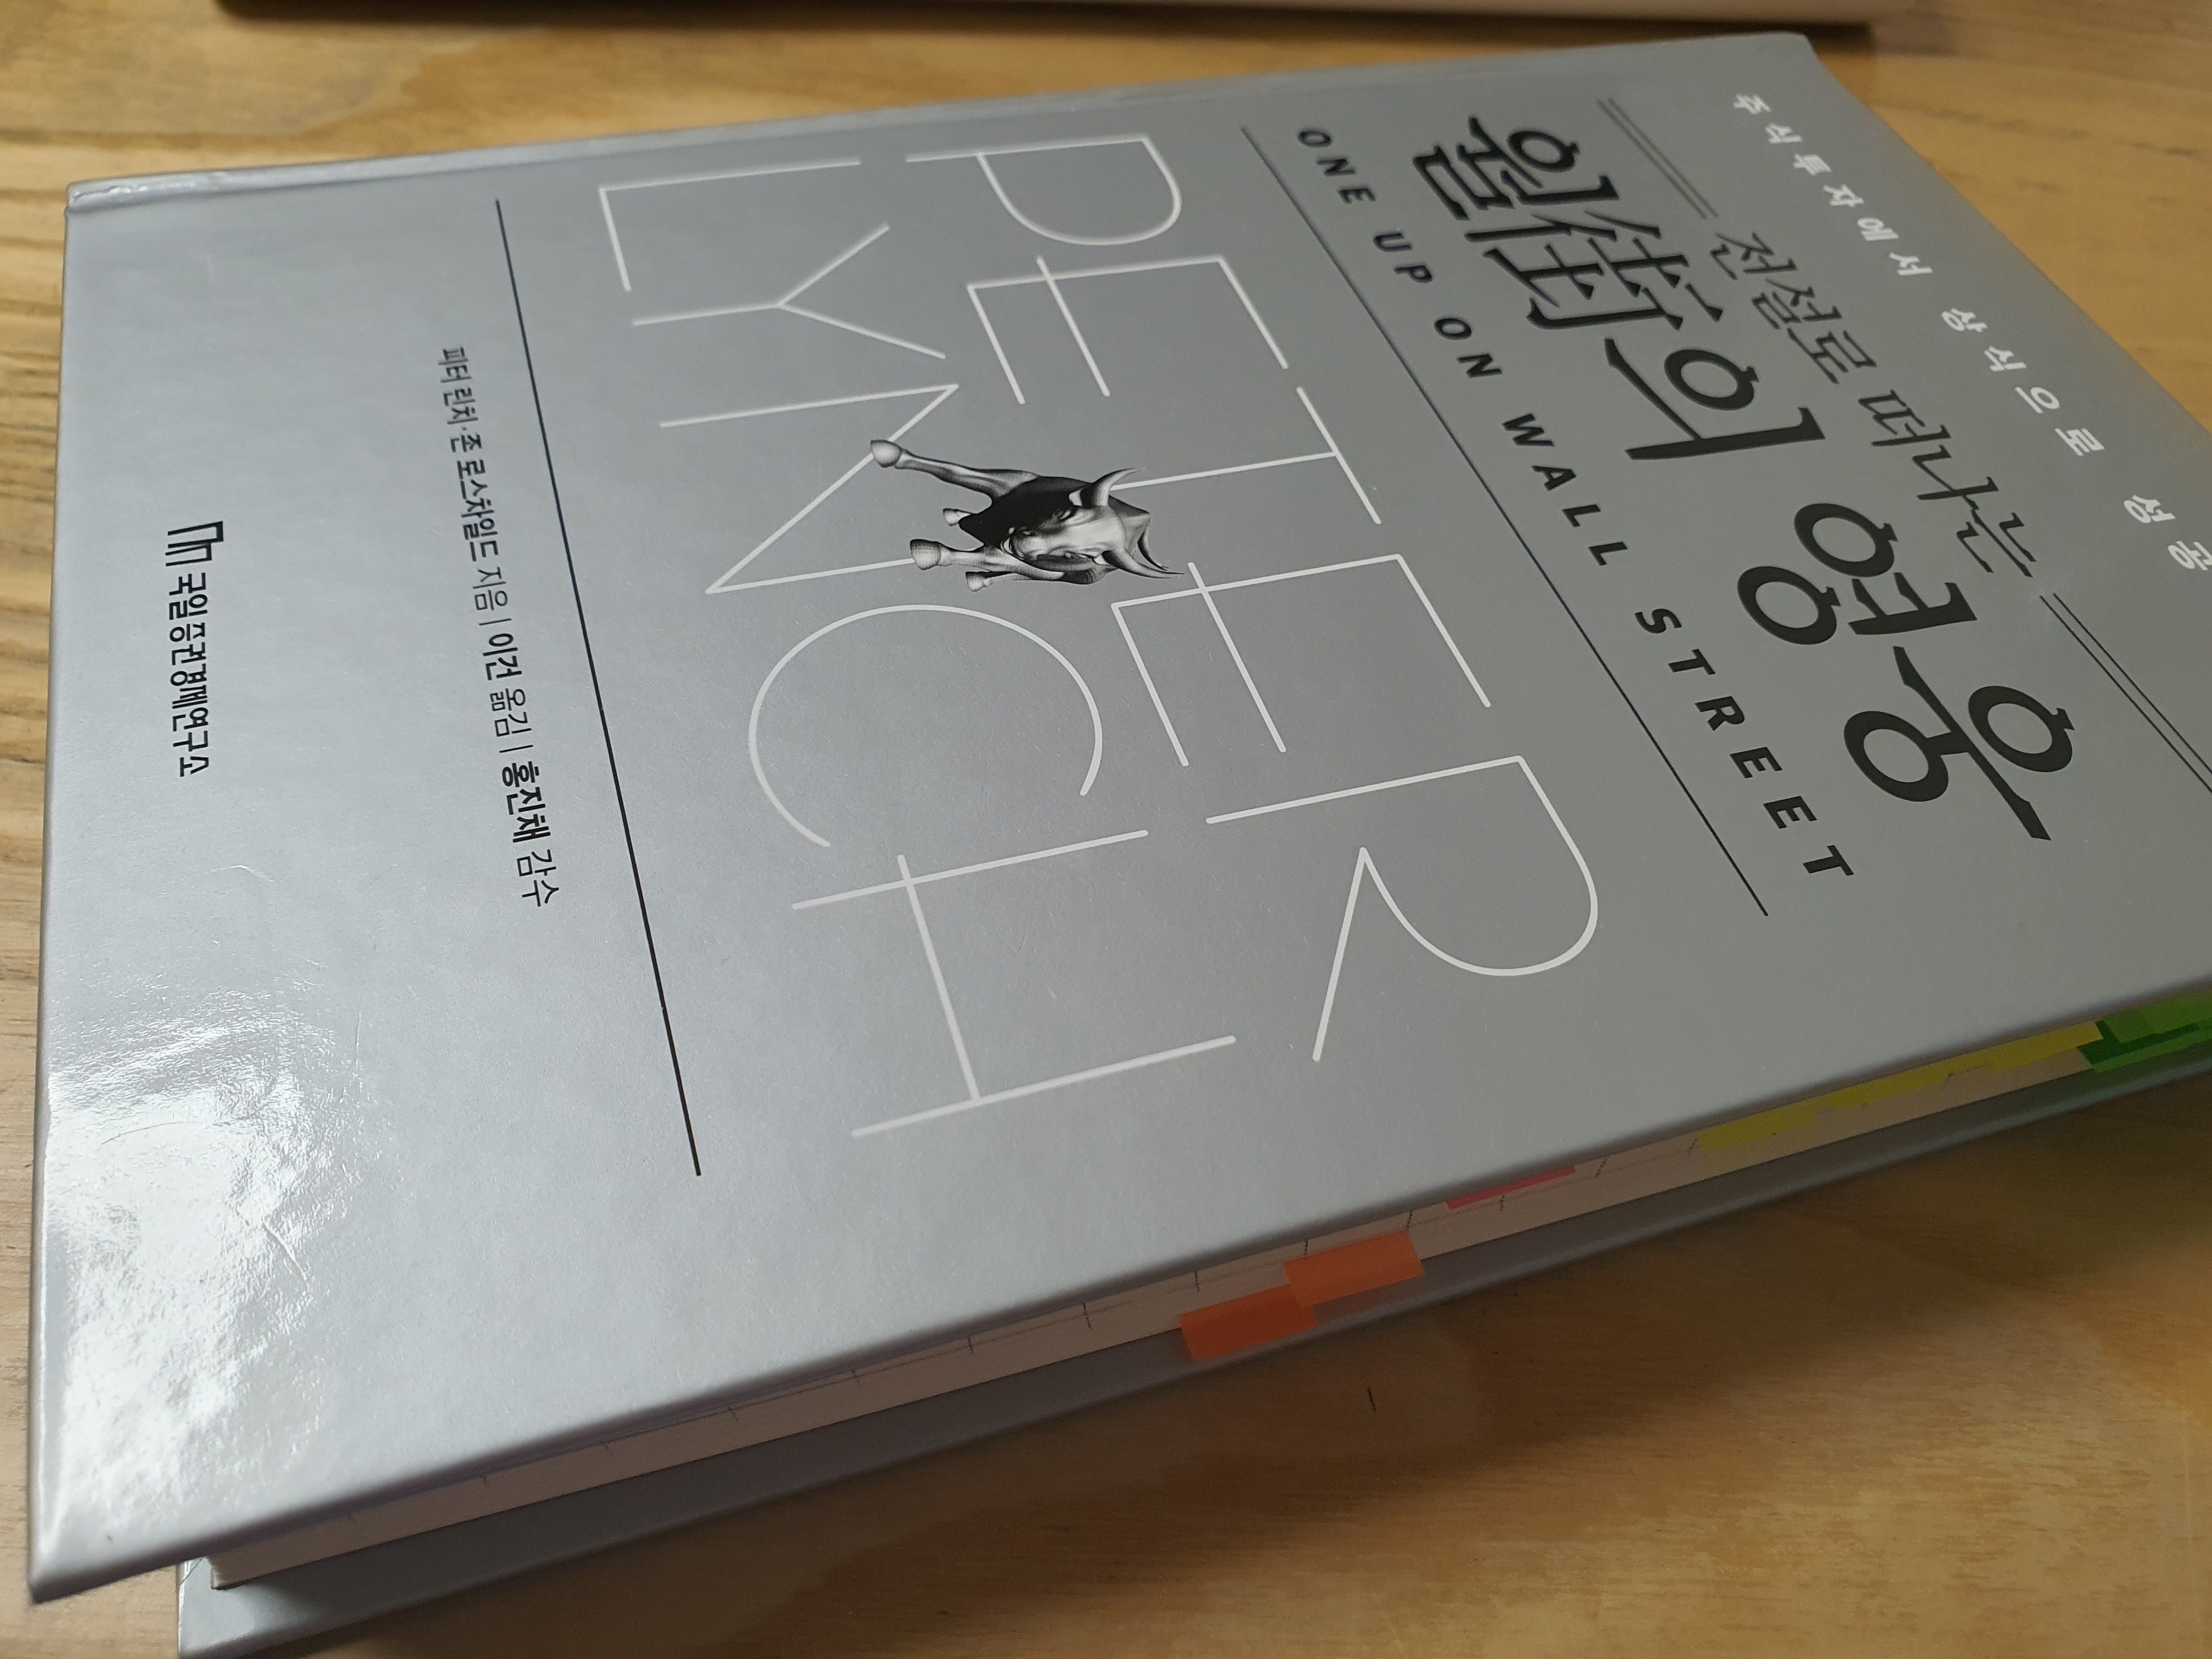 주식투자에서 상식으로 성공
전설로 떠나는
월街의 영웅
ONE UP ON WALL STREET
PETER
LYNCH
피터 린치·존 로스차일드 지음 | 이건 옮김 | 홍진채 감수
국일증권경제연구소